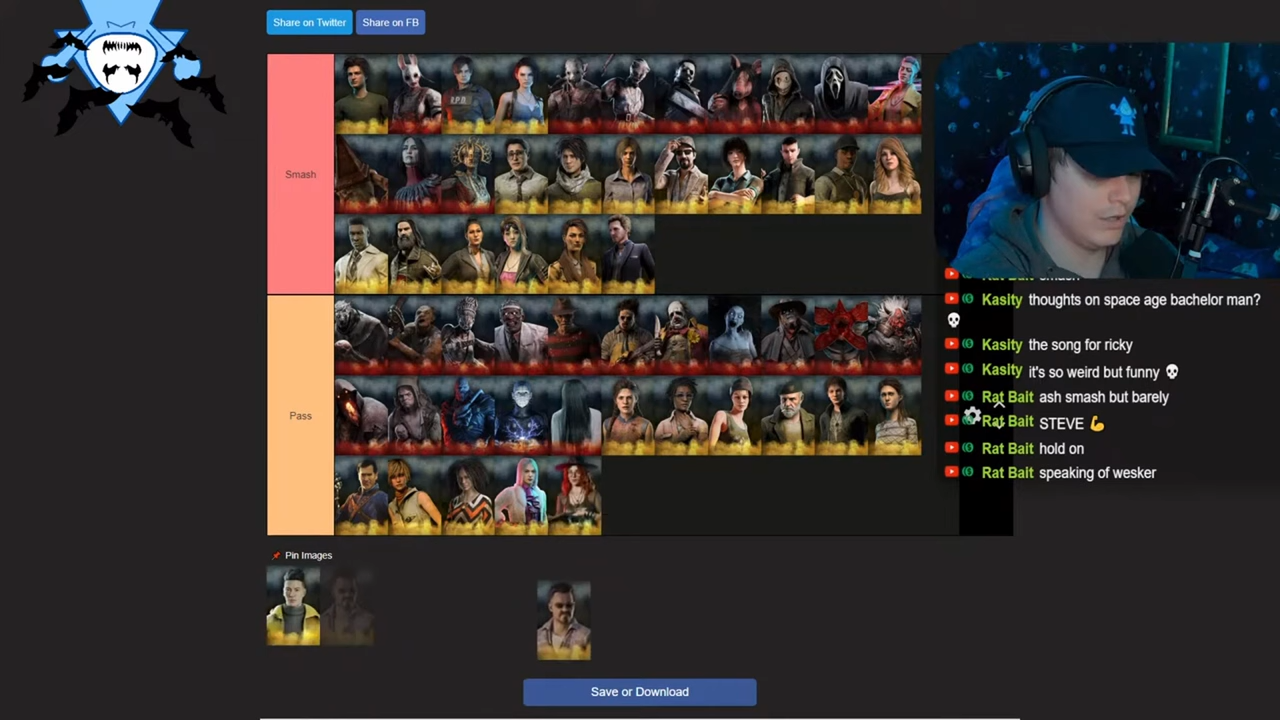 Share on Twitter
Share on FB
Smash
Pass
Kasity thoughts on space age bachelor man?
💀
Kasity the song for ricky
Kasity it's so weird but funny 💀
Rat Bait ash smash but barely
Rat Bait STEVE 💪
Rat Bait hold on
Rat Bait speaking of wesker
Pin Images
Save or Download